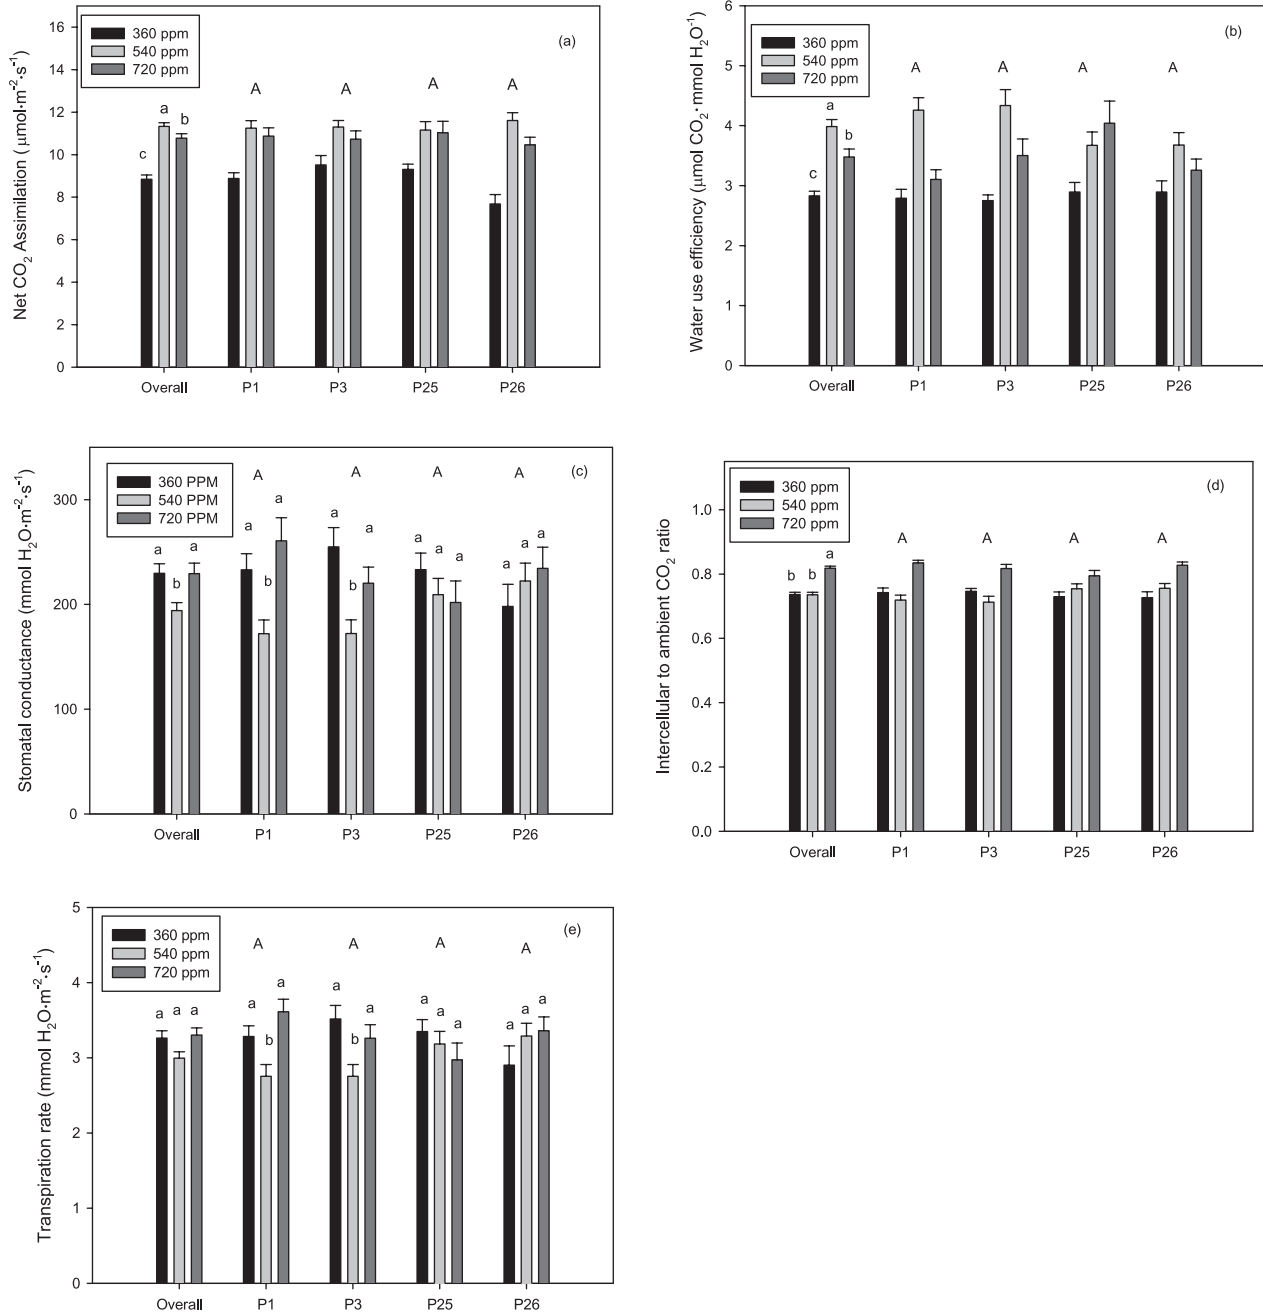 (a)
360 ppm
540 ppm
720 ppm
Net CO2 Assimilation ( μmol·m-2·s-1)
16
14
12
10
8
6
4
2
0
c a b
A A A A
Overall P1 P3 P25 P26
(b)
360 ppm
540 ppm
720 ppm
Water use efficiency (μmol CO2· mmol H2O-1)
6
5
4
3
2
1
0
c a b
A A A A
Overall P1 P3 P25 P26
(c)
360 PPM
540 PPM
720 PPM
Stomatal conductance (mmol H2O·m-2·s-1)
300
200
100
0
A A A A
a b a a b a a b a a a a a a a
Overall P1 P3 P25 P26
(d)
360 ppm
540 ppm
720 ppm
Intercellular to ambient CO2 ratio
1.0
0.8
0.6
0.4
0.2
0.0
b b a
A A A A
Overall P1 P3 P25 P26
(e)
360 ppm
540 ppm
720 ppm
Transpiration rate (mmol H2O·m-2·s-1)
5
4
3
2
1
0
A A A A
a a a a b a a b a a a a a a a
Overall P1 P3 P25 P26